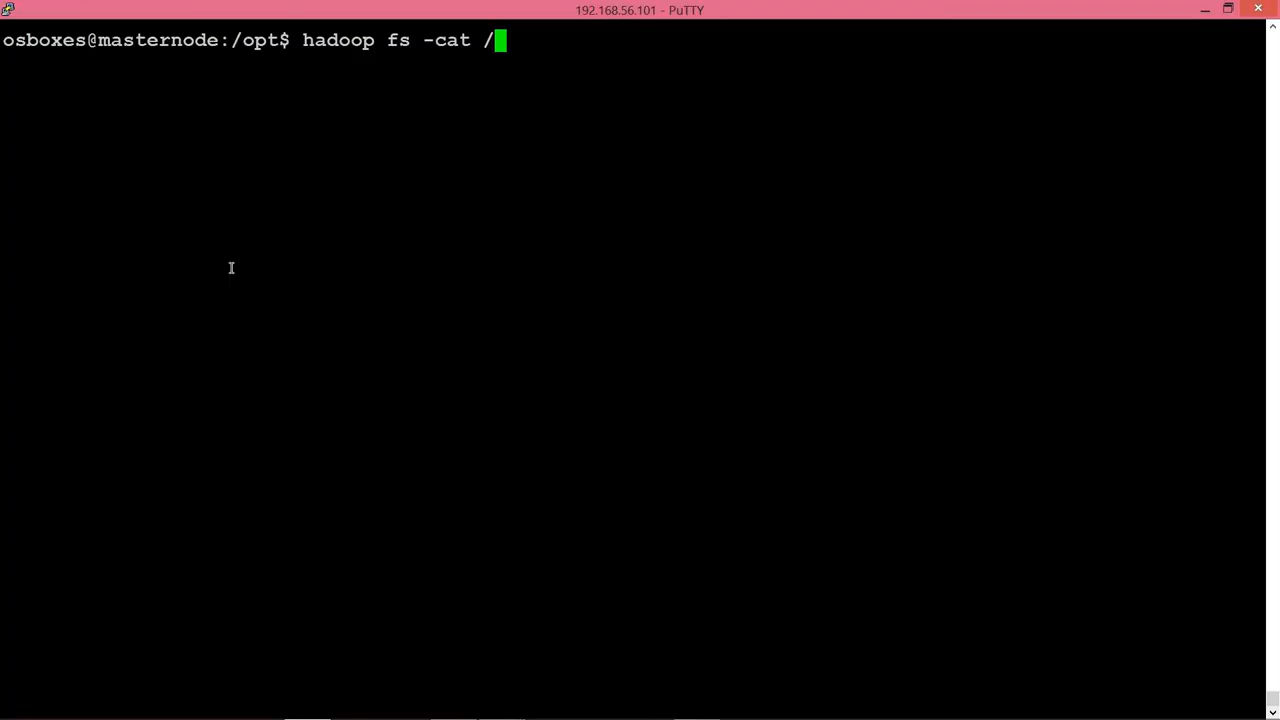 192.168.56.101 - PuTTY
osboxes@masternode:/opt$ hadoop fs -cat /